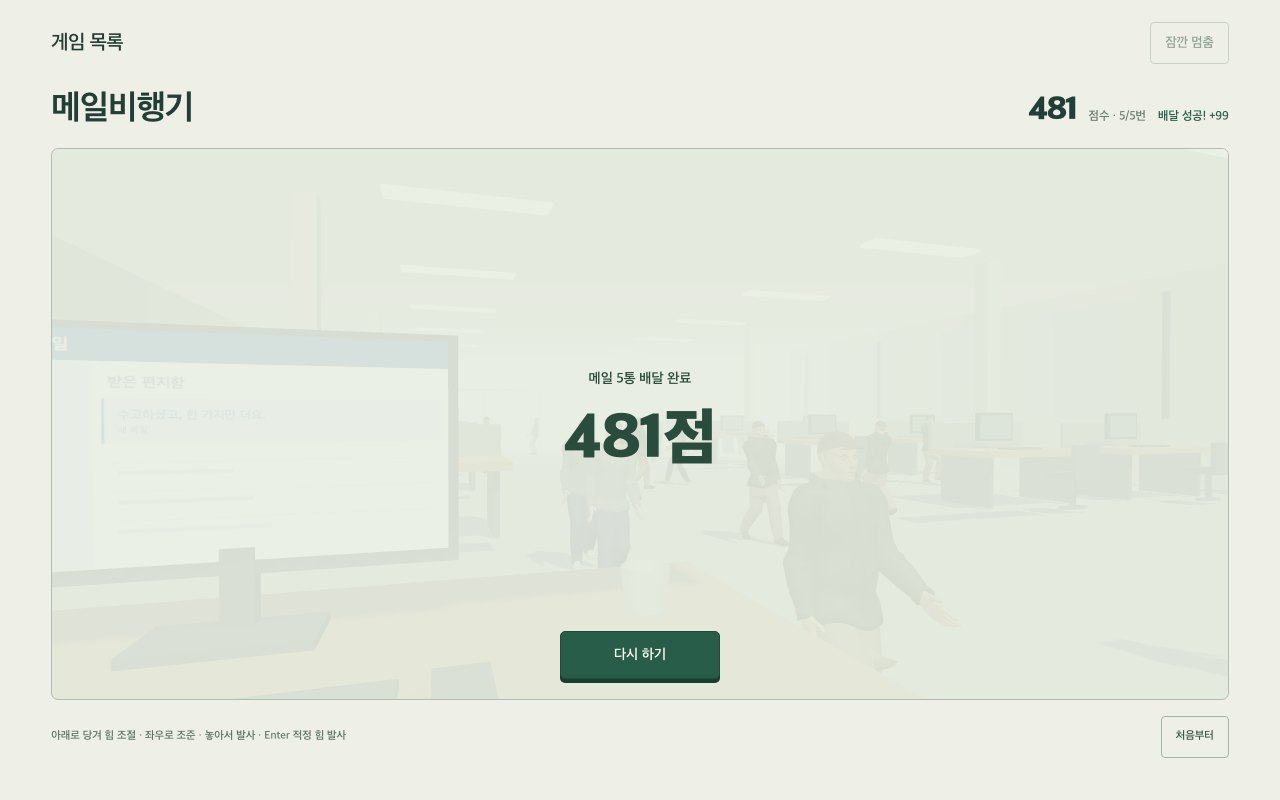 게임 목록
잠깐 멈춤
메일비행기
481 점수 · 5/5번 배달 성공! +99
일
받은 편지함
수고하셨고, 한 가지만 더요.
새 메일
메일 5통 배달 완료
481점
다시 하기
아래로 당겨 힘 조절 · 좌우로 조준 · 놓아서 발사 · Enter 적정 힘 발사
처음부터